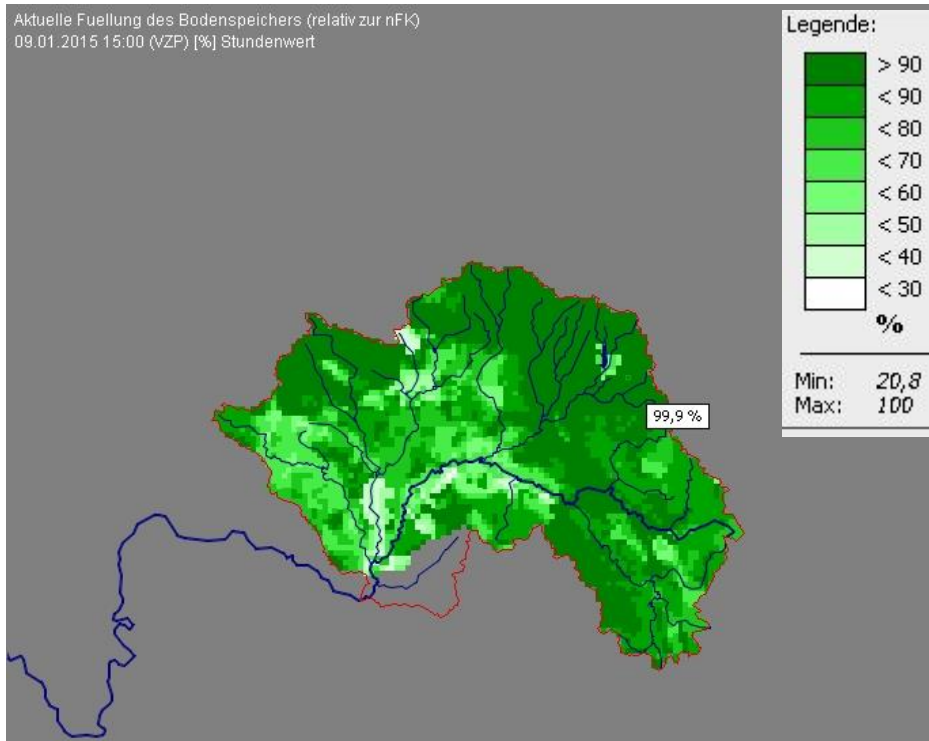 Aktuelle Fuellung des Bodenspeichers (relativ zur nFK)
09.01.2015 15:00 (VZP) [%] Stundenwert
Legende:
> 90
< 90
< 80
< 70
< 60
< 50
< 40
< 30
%
Min: 20,8
Max: 100
99,9 %